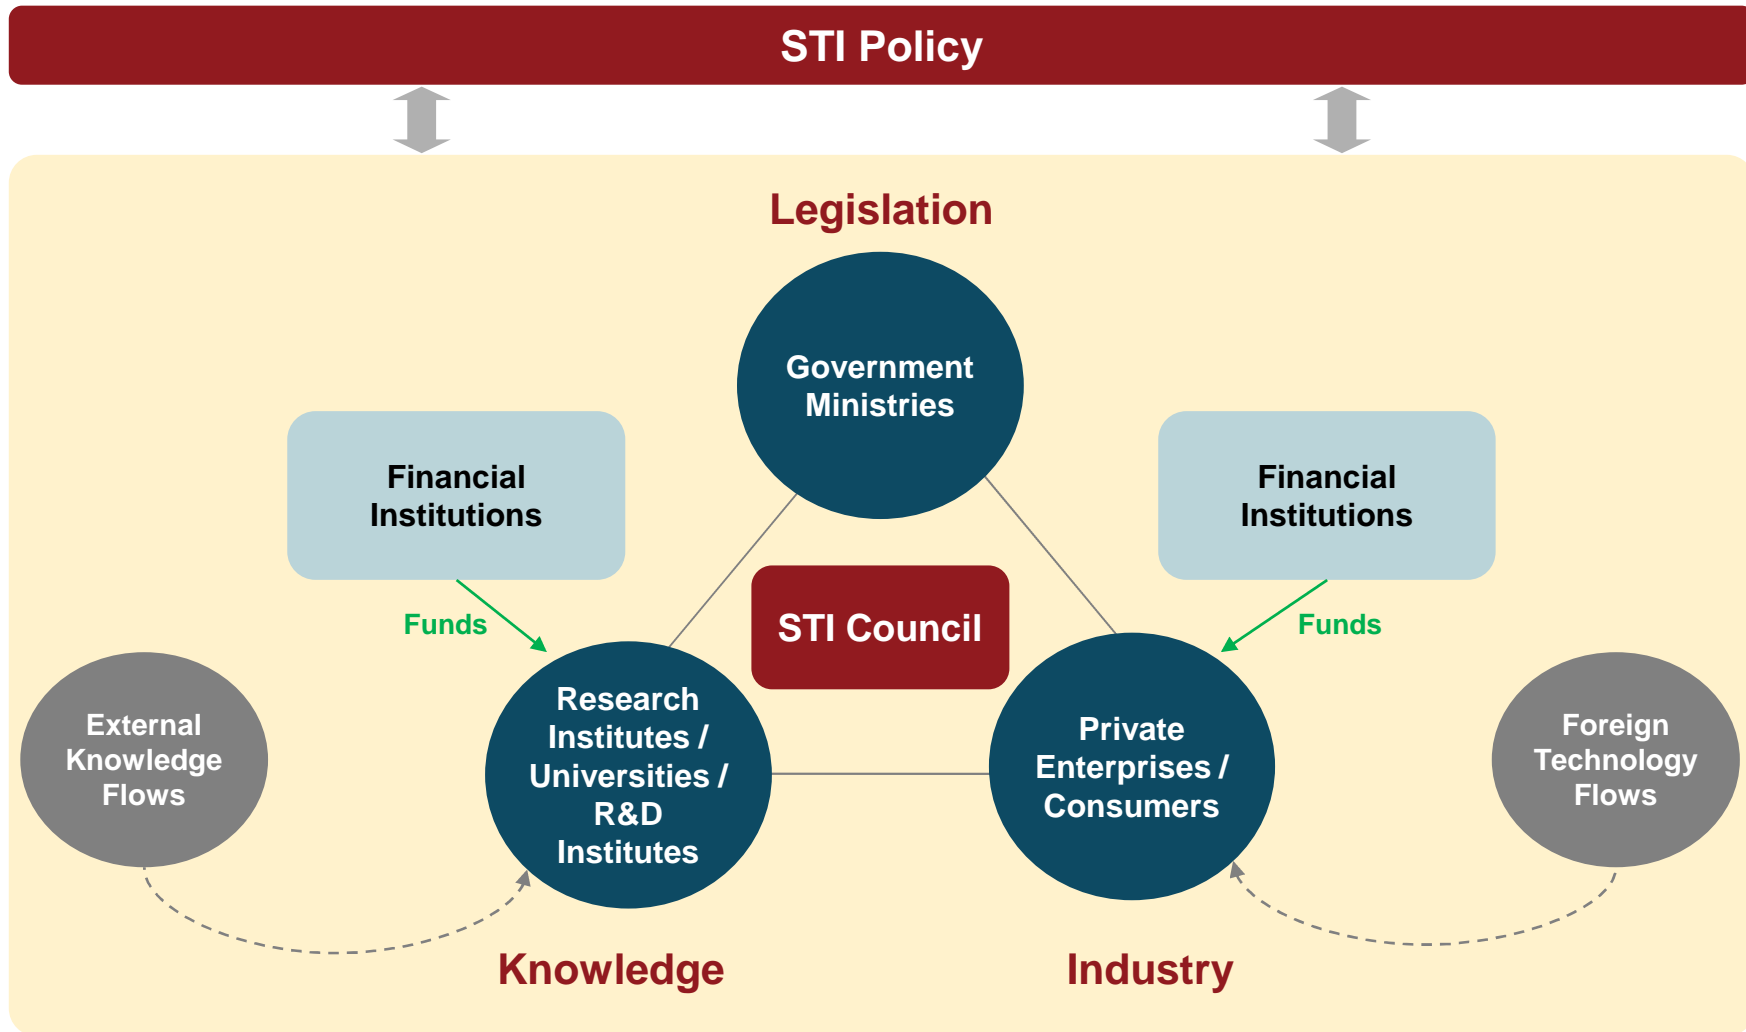 STI Policy
Legislation
Government
Ministries
Financial
Institutions
Financial
Institutions
Funds
STI Council
Funds
External
Knowledge
Flows
Research
Institutes /
Universities /
R&D
Institutes
Private
Enterprises /
Consumers
Foreign
Technology
Flows
Knowledge
Industry